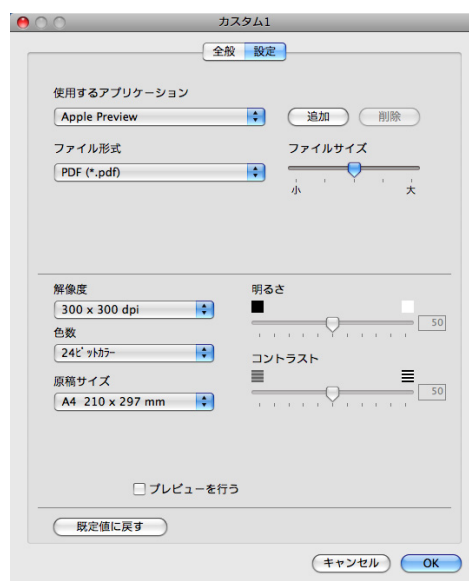 カスタム1
全般 設定
使用するアプリケーション
Apple Preview 追加 削除
ファイル形式 ファイルサイズ
PDF (*.pdf)
小 大
解像度 明るさ
300 x 300 dpi 50
色数
24ﾋﾞｯﾄｶﾗｰ コントラスト
原稿サイズ
A4 210 x 297 mm 50
プレビューを行う
既定値に戻す
キャンセル OK